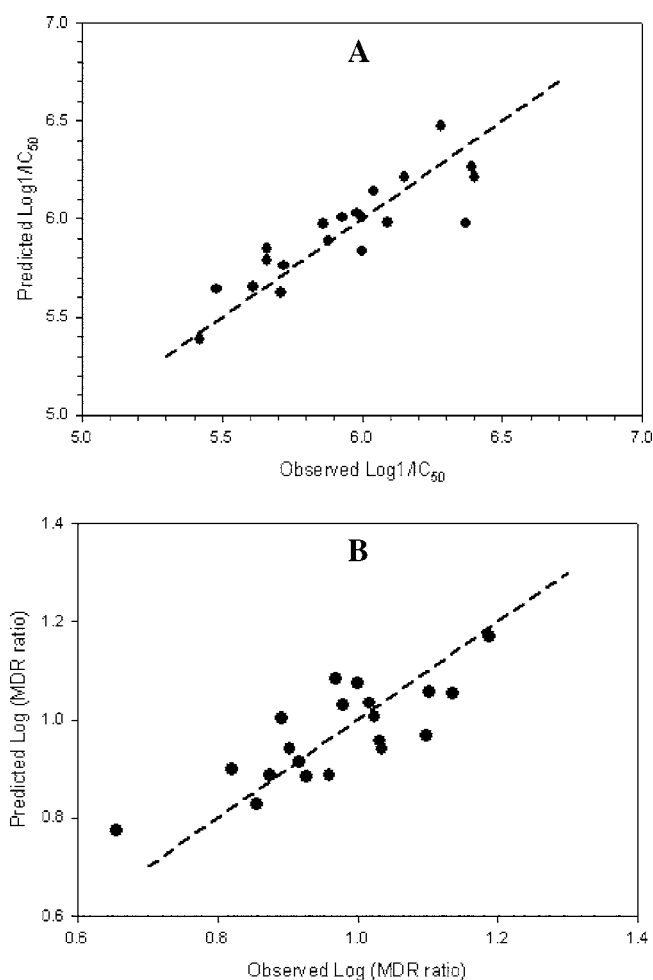 A
7.0
6.5
6.0
5.5
5.0
Predicted Log1/IC50
5.0 5.5 6.0 6.5 7.0
Observed Log1/IC50
B
1.4
1.2
1.0
0.8
0.6
Predicted Log (MDR ratio)
0.6 0.8 1.0 1.2 1.4
Observed Log (MDR ratio)